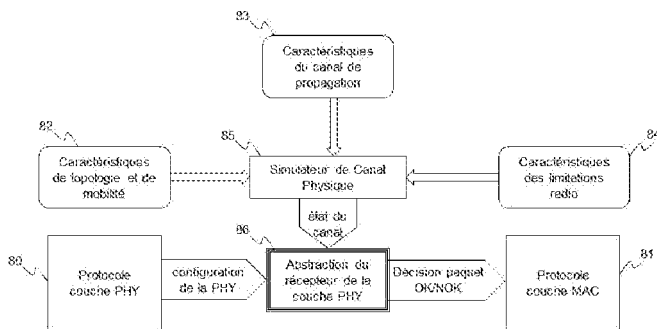 83
Caractéristiques
du canal de
propagation
82
Caractéristiques
de topologie et de
mobilité
85
Simulateur de Canal
Physique
84
Caractéristiques
des limitations
radio
état du
canal
86
80
Protocole
couche PHY
configuration
de la PHY
Abstraction du
récepteur de la
couche PHY
Décision paquet
OK/NOK
Protocole
couche MAC
81